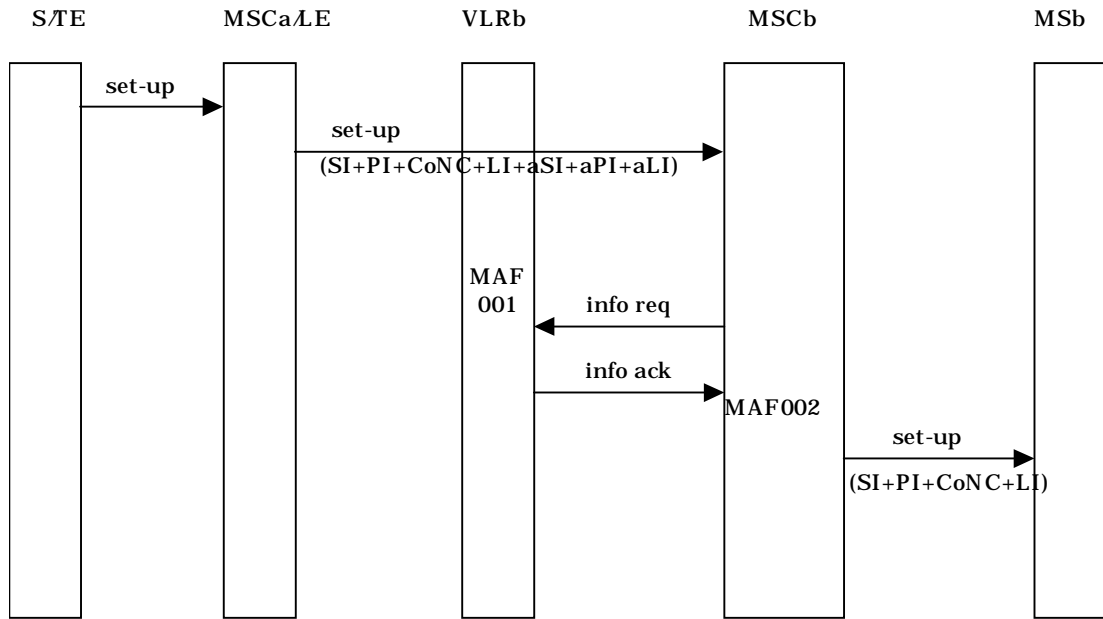 S/TE MSCa/LE VLRb MSCb MSb
set-up
set-up
(SI+PI+CoNC+LI+aSI+aPI+aLI)
MAF
001
info req
info ack
MAF002
set-up
(SI+PI+CoNC+LI)